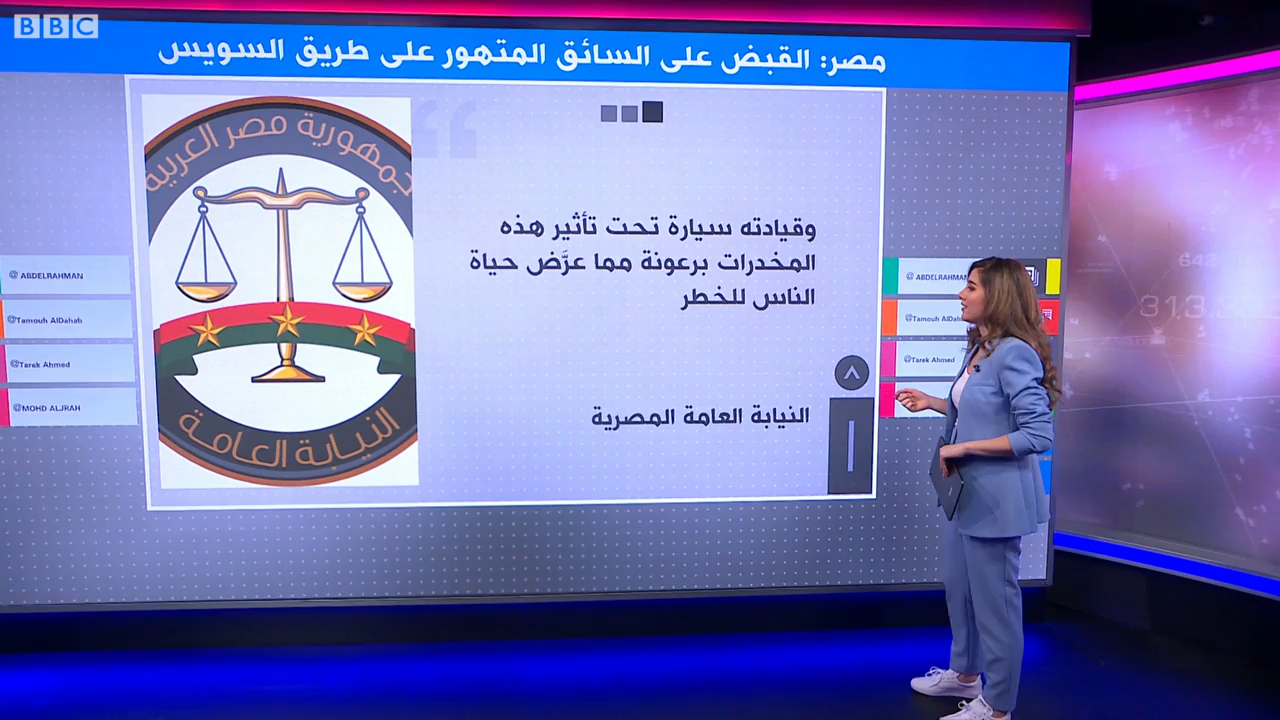 BBC
مصر: القبض على السائق المتهور على طريق السويس
جمهورية مصر العربية
وقيادته سيارة تحت تأثير هذه
المخدرات برعونة مما عرَّض حياة
الناس للخطر
النيابة العامة المصرية
النيابة العامة
@ ABDELRAHMAN
@Tamouh AlDahab
@Tarek Ahmed
@MOHD ALJRAH
@ ABDELRAHMAN
@Tamouh
@Tarek Ahmed